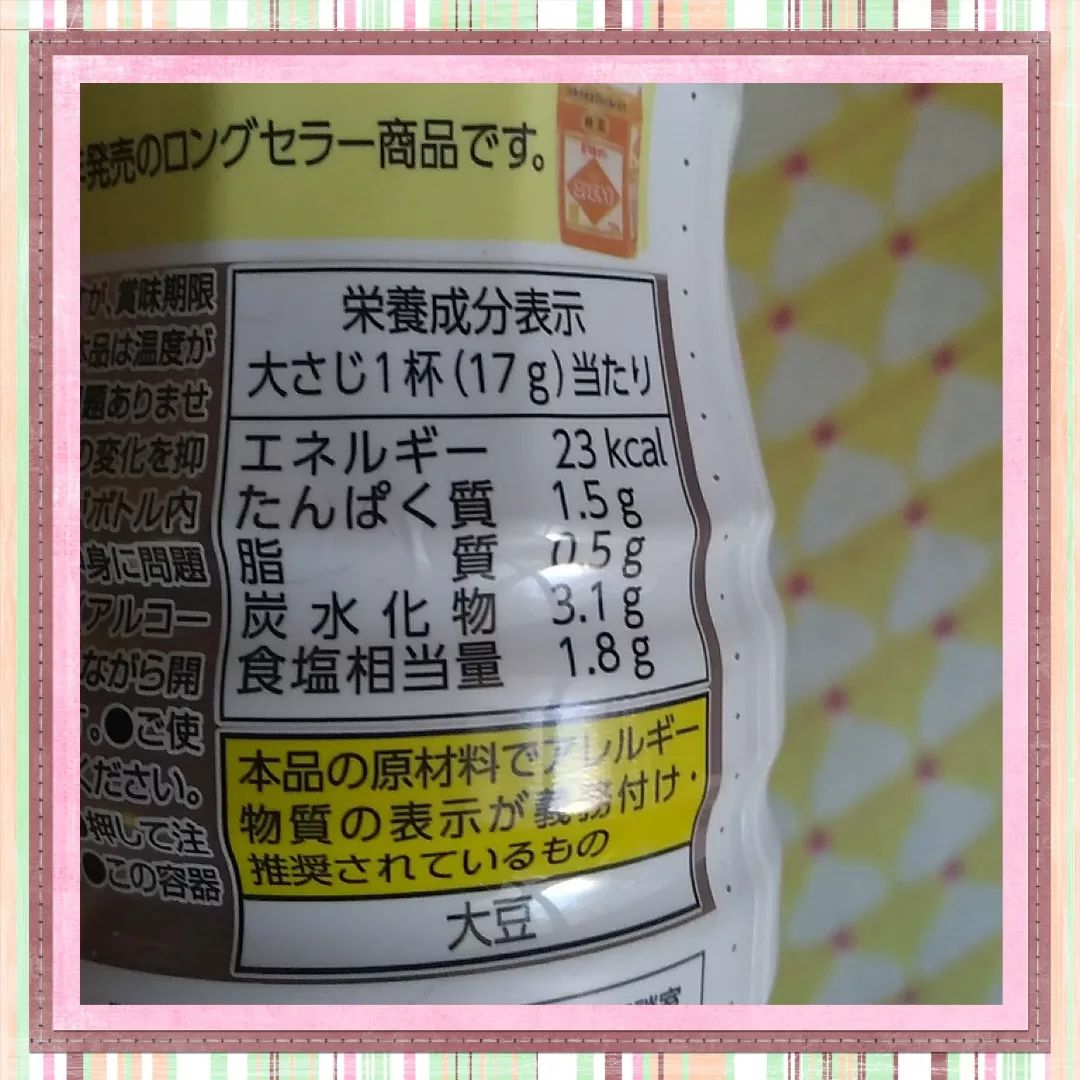 発売のロングセラー商品です。
が、賞味期限
品は温度が
題ありませ
の変化を抑
ボトル内
身に問題
アルコー
ながら開
。●ご使
ください。
押して注
●この容器
栄養成分表示
大さじ1杯(17g)当たり
エネルギー 23kcal
たんぱく質 1.5g
脂質 0.5g
炭水化物 3.1g
食塩相当量 1.8g
本品の原材料でアレルギー
物質の表示が義務付け・
推奨されているもの
大豆